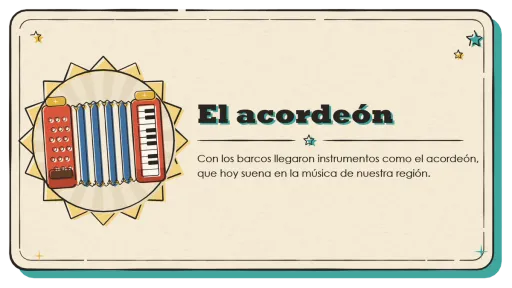 El acordeón
Con los barcos llegaron instrumentos como el acordeón,
que hoy suena en la música de nuestra región.